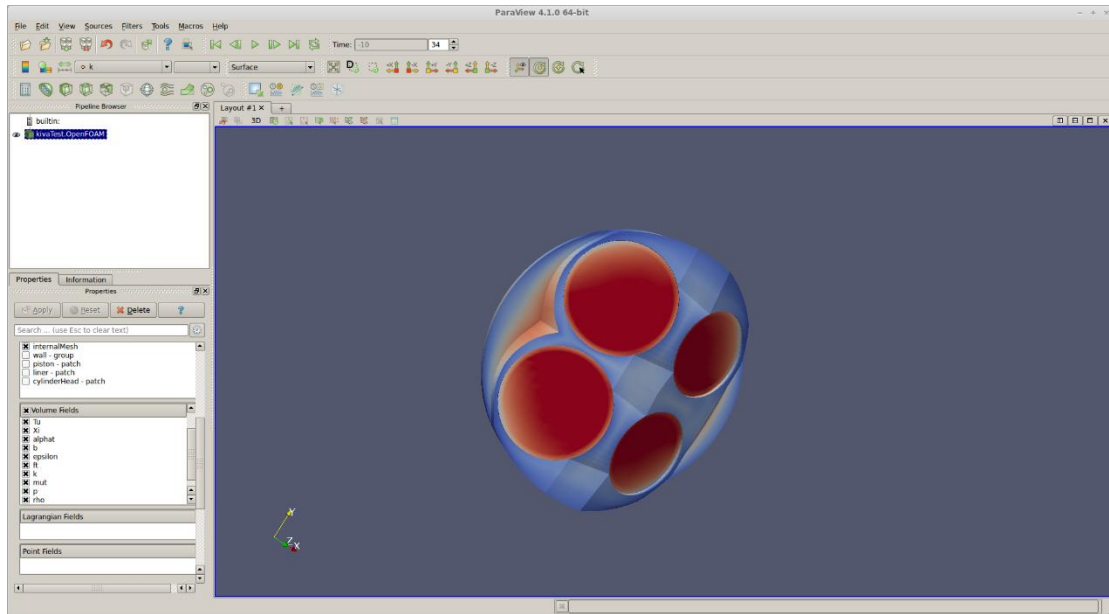 ParaView 4.1.0 64-bit
File Edit View Sources Filters Tools Macros Help
Time: -10 34
k Surface
Pipeline Browser
Layout #1
3D
builtin:
kivaTest.OpenFOAM
Properties Information
Properties
Apply Reset Delete ?
Search ... (use Esc to clear text)
internalMesh
wall - group
piston - patch
liner - patch
cylinderHead - patch
Volume Fields
Tu
Xi
alphat
b
epsilon
ft
k
mut
p
rho
Lagrangian Fields
Point Fields
Y
Z
X